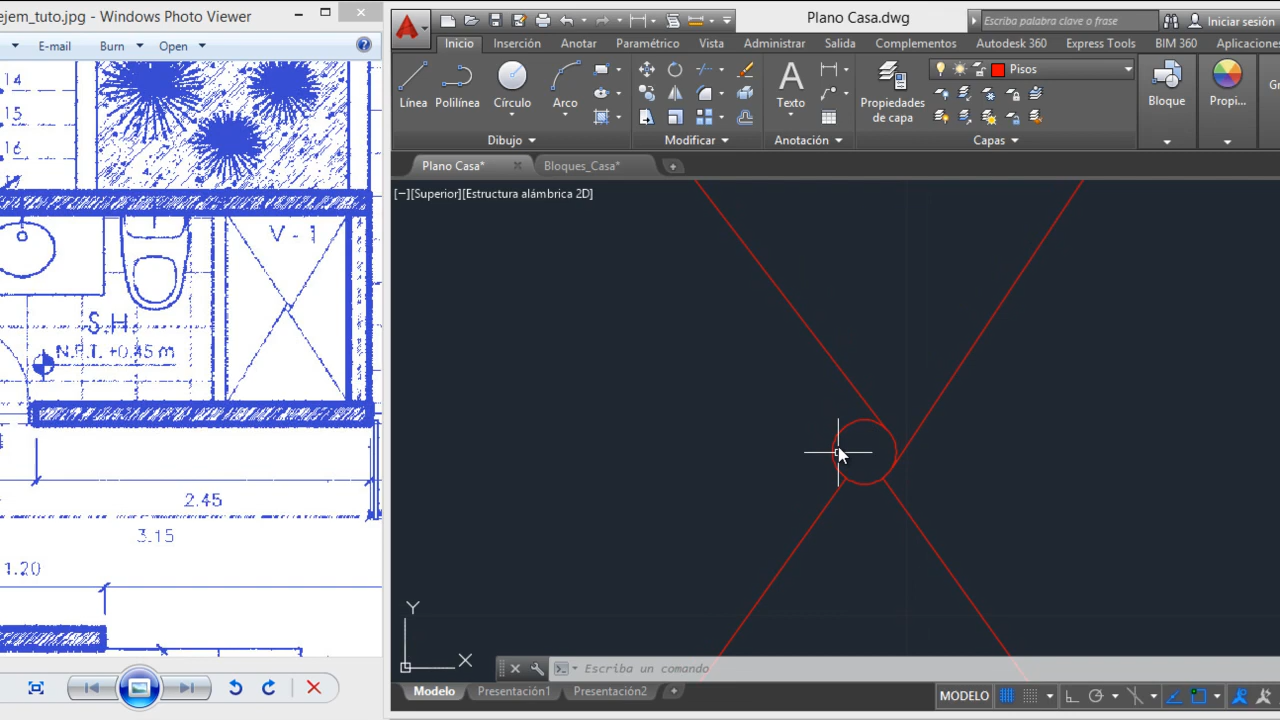 ejem_tuto.jpg - Windows Photo Viewer
E-mail
Burn
Open
14
15
16
V - 1
S.H.
N.P.T. +0.45 m
2.45
3.15
1.20
Plano Casa.dwg
Escriba palabra clave o frase
Iniciar sesión
Inicio
Inserción
Anotar
Paramétrico
Vista
Administrar
Salida
Complementos
Autodesk 360
Express Tools
BIM 360
Aplicaciones
Línea
Polilínea
Círculo
Arco
Texto
Propiedades
de capa
Pisos
Bloque
Propi...
Dibujo
Modificar
Anotación
Capas
Plano Casa*
Bloques_Casa*
[−][Superior][Estructura alámbrica 2D]
Y
X
Escriba un comando
Modelo
Presentación1
Presentación2
MODELO